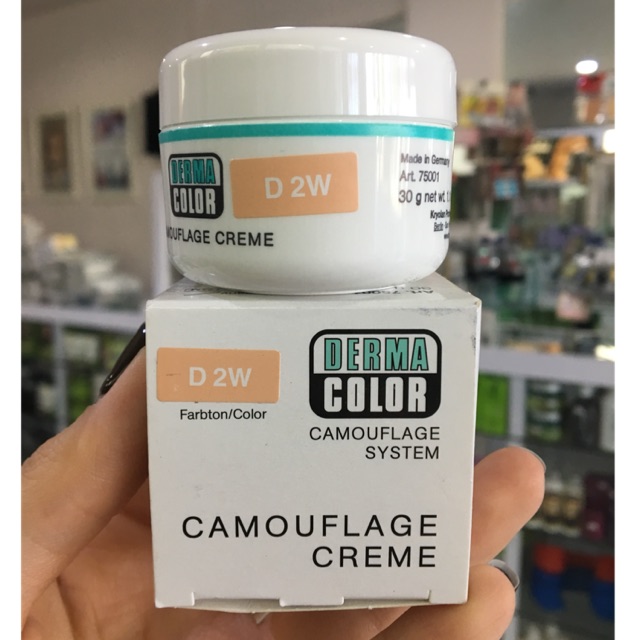 DERMA
COLOR
D 2W
CAMOUFLAGE CREME
Made in Germany
Art. 75001
30 g net wt.
Kryolan
D 2W
Farbton/Color
DERMA
COLOR
CAMOUFLAGE
SYSTEM
CAMOUFLAGE
CREME